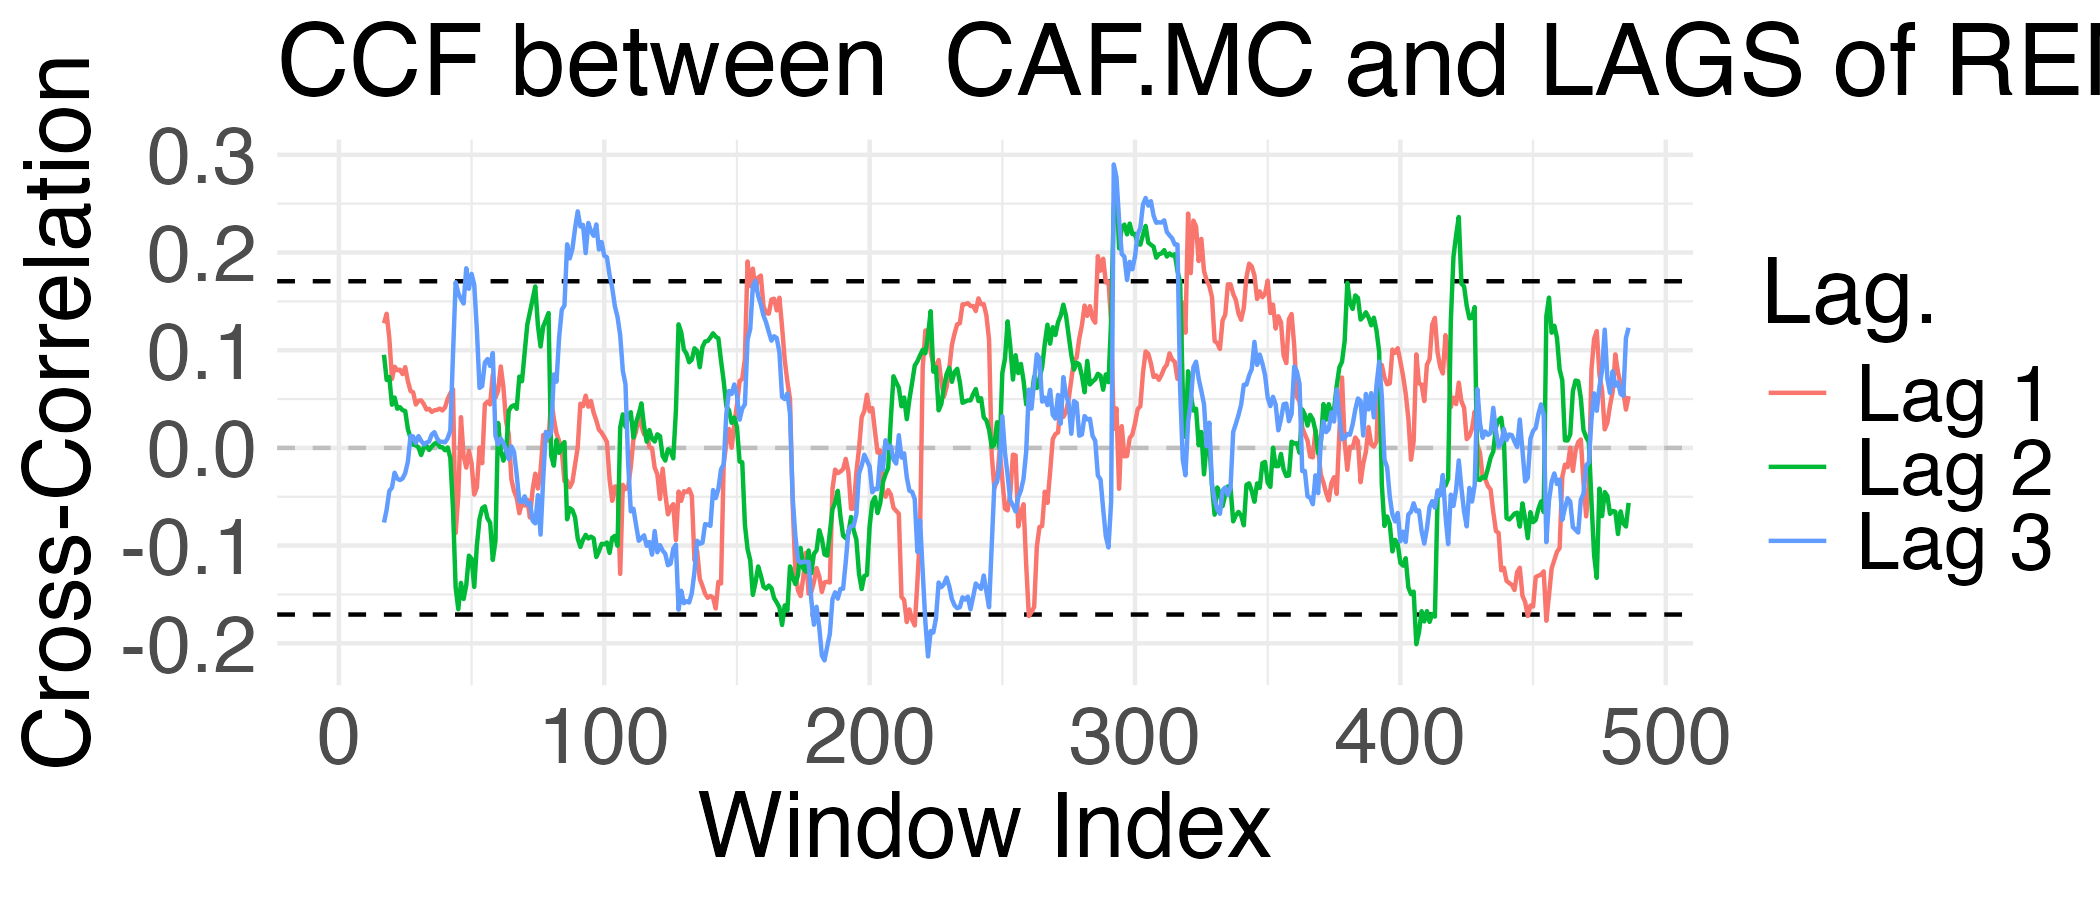 CCF between CAF.MC and LAGS of
Cross-Correlation
0.3
0.2
0.1
0.0
-0.1
-0.2
0 100 200 300 400 500
Window Index
Lag.
Lag 1
Lag 2
Lag 3